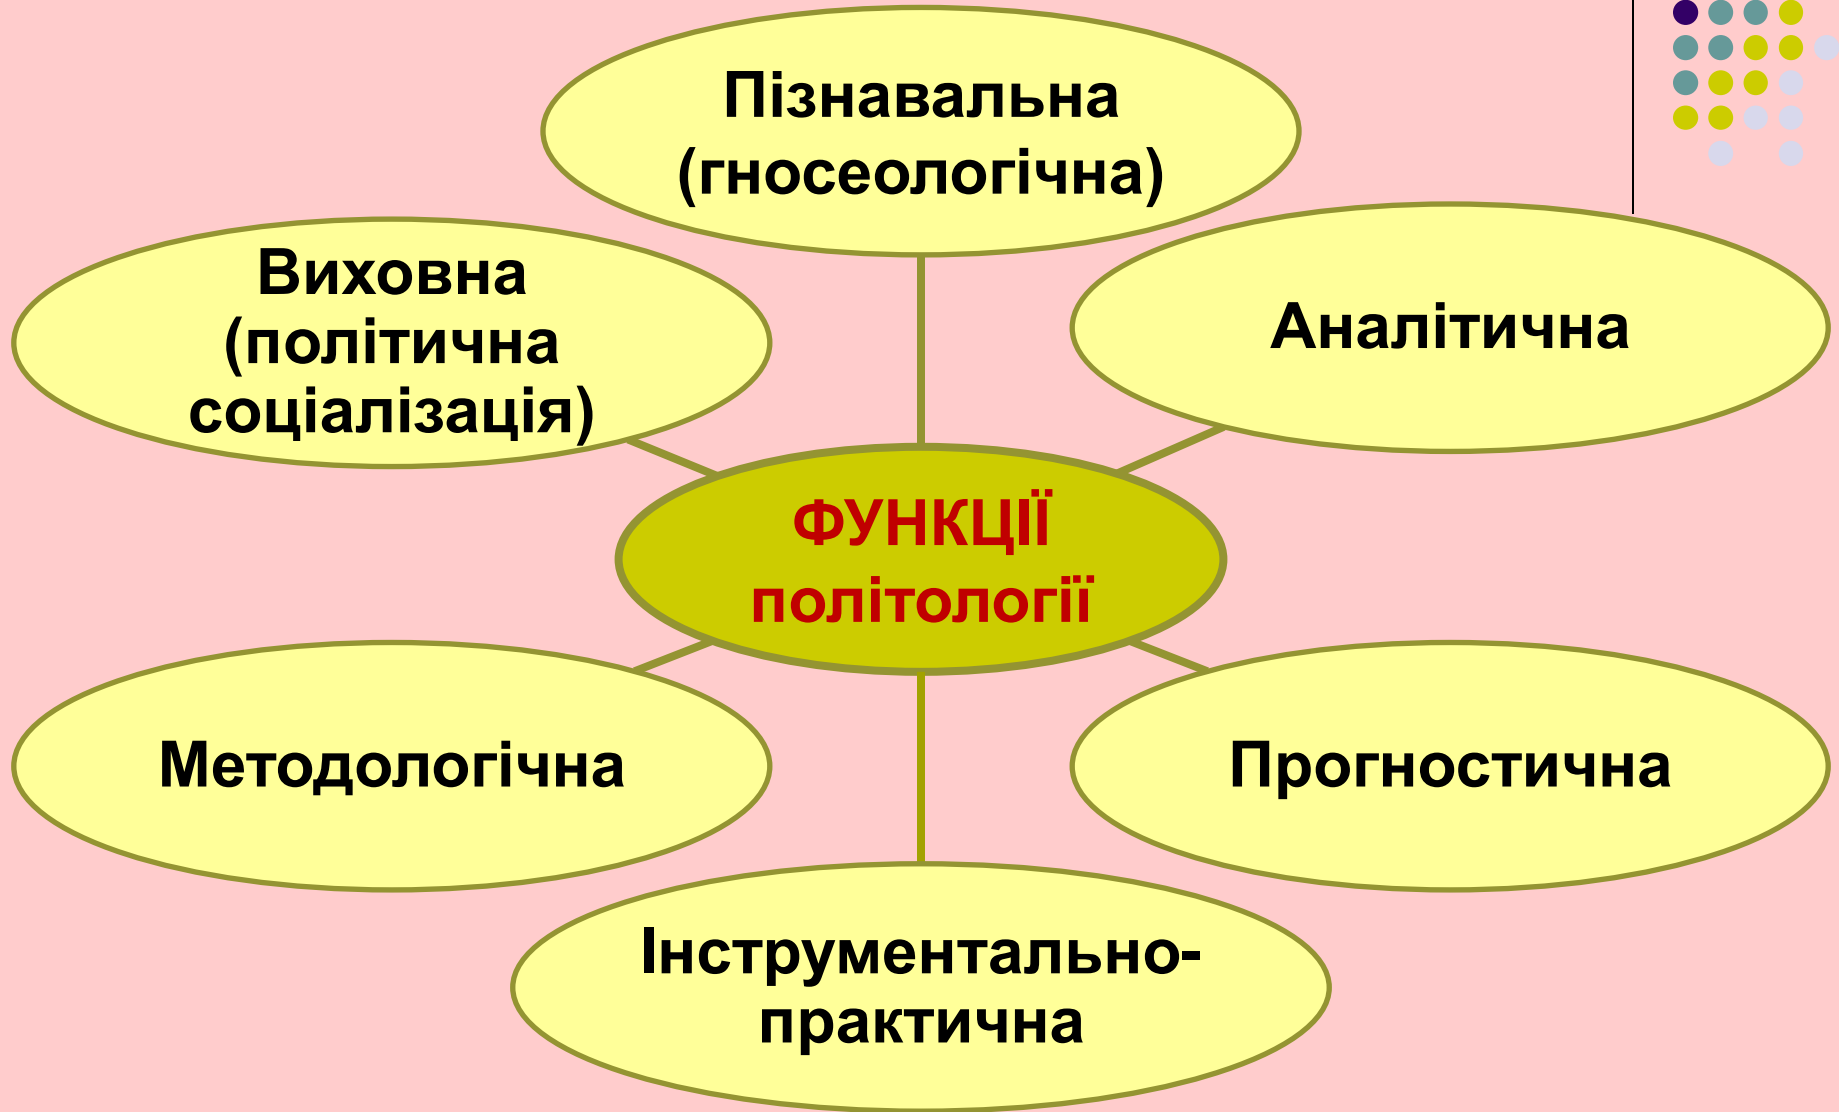 Пізнавальна
(гносеологічна)
Виховна
(політична
соціалізація)
Аналітична
ФУНКЦІЇ
політології
Методологічна
Прогностична
Інструментально-
практична